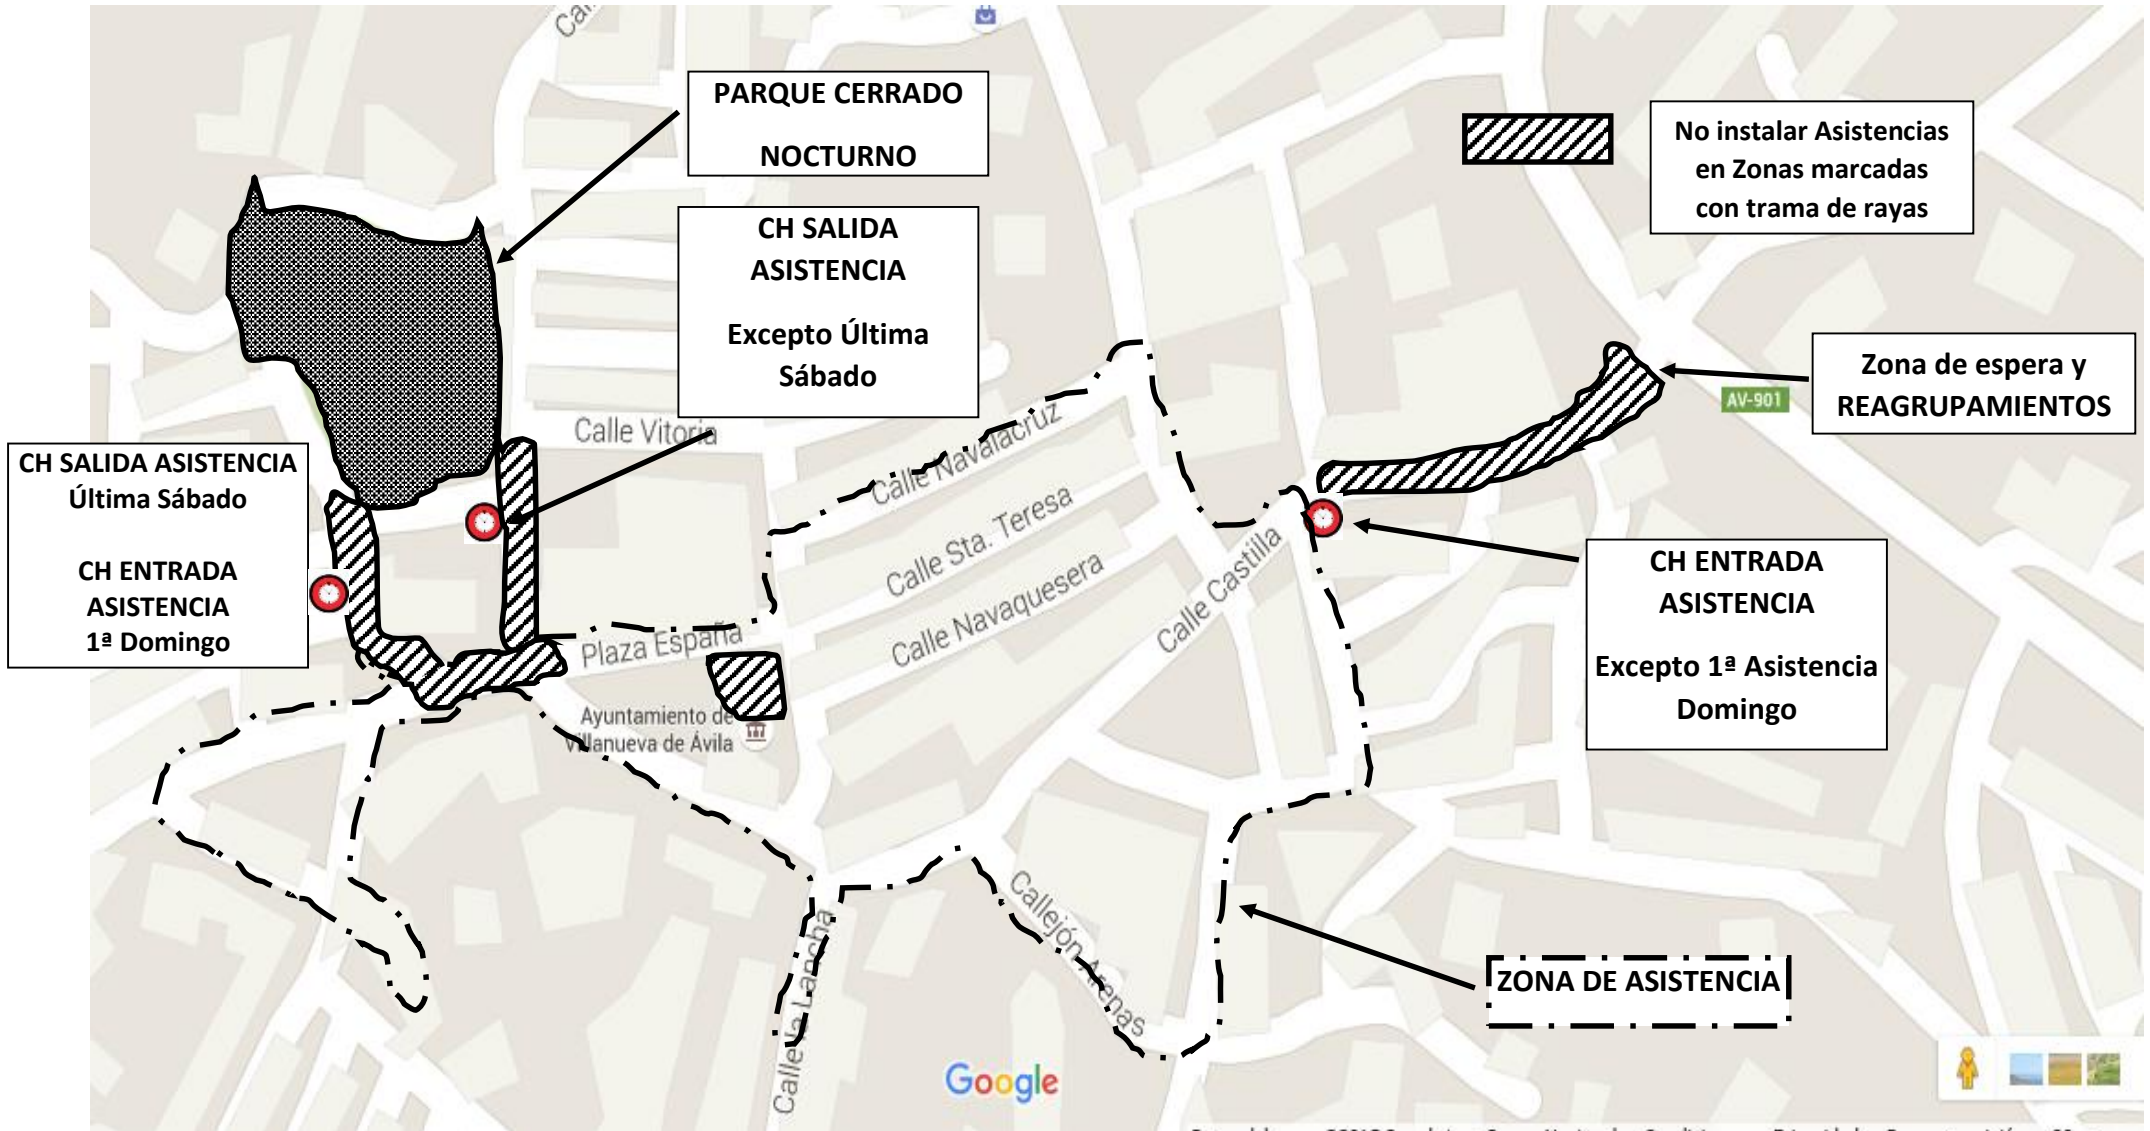 PARQUE CERRADO
NOCTURNO
CH SALIDA
ASISTENCIA
Excepto Última
Sábado
No instalar Asistencias
en Zonas marcadas
con trama de rayas
Zona de espera y
REAGRUPAMIENTOS
AV-901
CH SALIDA ASISTENCIA
Última Sábado
CH ENTRADA
ASISTENCIA
1ª Domingo
Calle Vitoria
Calle Navalacruz
Calle Sta. Teresa
Calle Navaquesera
Calle Castilla
Plaza España
Ayuntamiento de
Villanueva de Ávila
CH ENTRADA
ASISTENCIA
Excepto 1ª Asistencia
Domingo
Callejón Arenas
Calle la Lancha
ZONA DE ASISTENCIA
Google